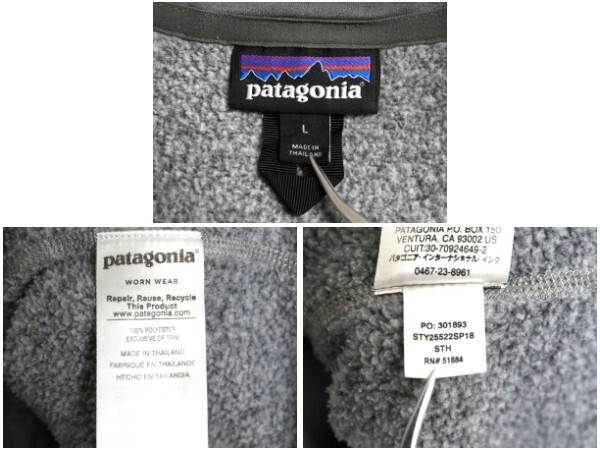 patagonia®
L
MADE IN
THAILAND
patagonia®
WORN WEAR
Repair, Reuse, Recycle
This Product
www.patagonia.com
100% POLYESTER
EXCLUSIVE OF TRIM
MADE IN THAILAND
FABRIQUÉ EN THAÏLANDE
HECHO EN TAILANDIA
PATAGONIA P.O. BOX 150
VENTURA, CA 93002 US
CUIT:30-70924649-2
パタゴニア・インターナショナル インク
0467-23-8961
PO: 301893
STY25522SP18
STH
RN# 51884